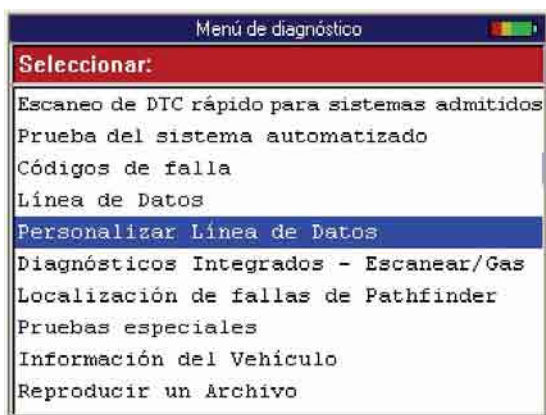 Menú de diagnóstico
Seleccionar:
Escaneo de DTC rápido para sistemas admitidos
Prueba del sistema automatizado
Códigos de falla
Línea de Datos
Personalizar Línea de Datos
Diagnósticos Integrados - Escanear/Gas
Localización de fallas de Pathfinder
Pruebas especiales
Información del Vehículo
Reproducir un Archivo